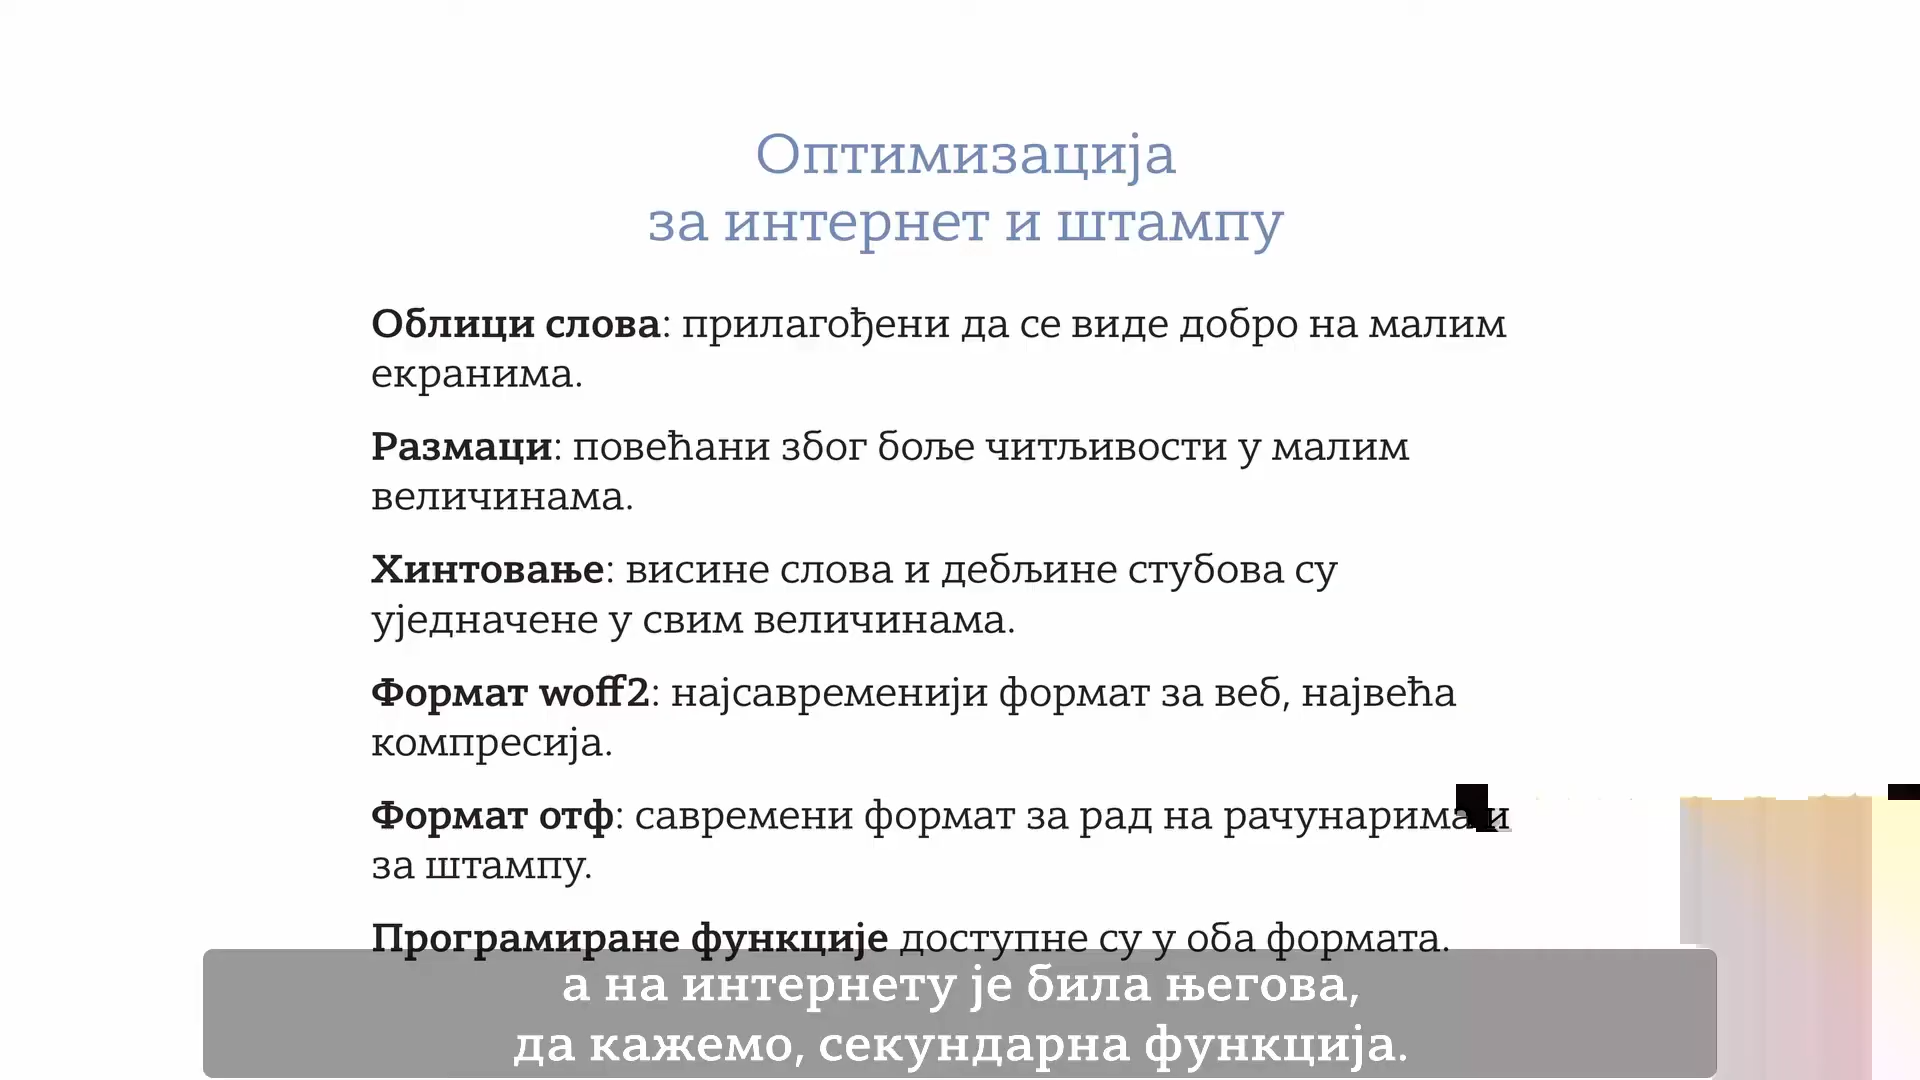 Оптимизација
за интернет и штампу
Облици слова: прилагођени да се виде добро на малим
екранима.
Размаци: повећани због боље читљивости у малим
величинама.
Хинтовање: висине слова и дебљине стубова су
уједначене у свим величинама.
Формат woff2: најсавременији формат за веб, највећа
компресија.
Формат отф: савремени формат за рад на рачунарима и
за штампу.
Програмиране функције доступне су у оба формата.
а на интернету је била његова,
да кажемо, секундарна функција.